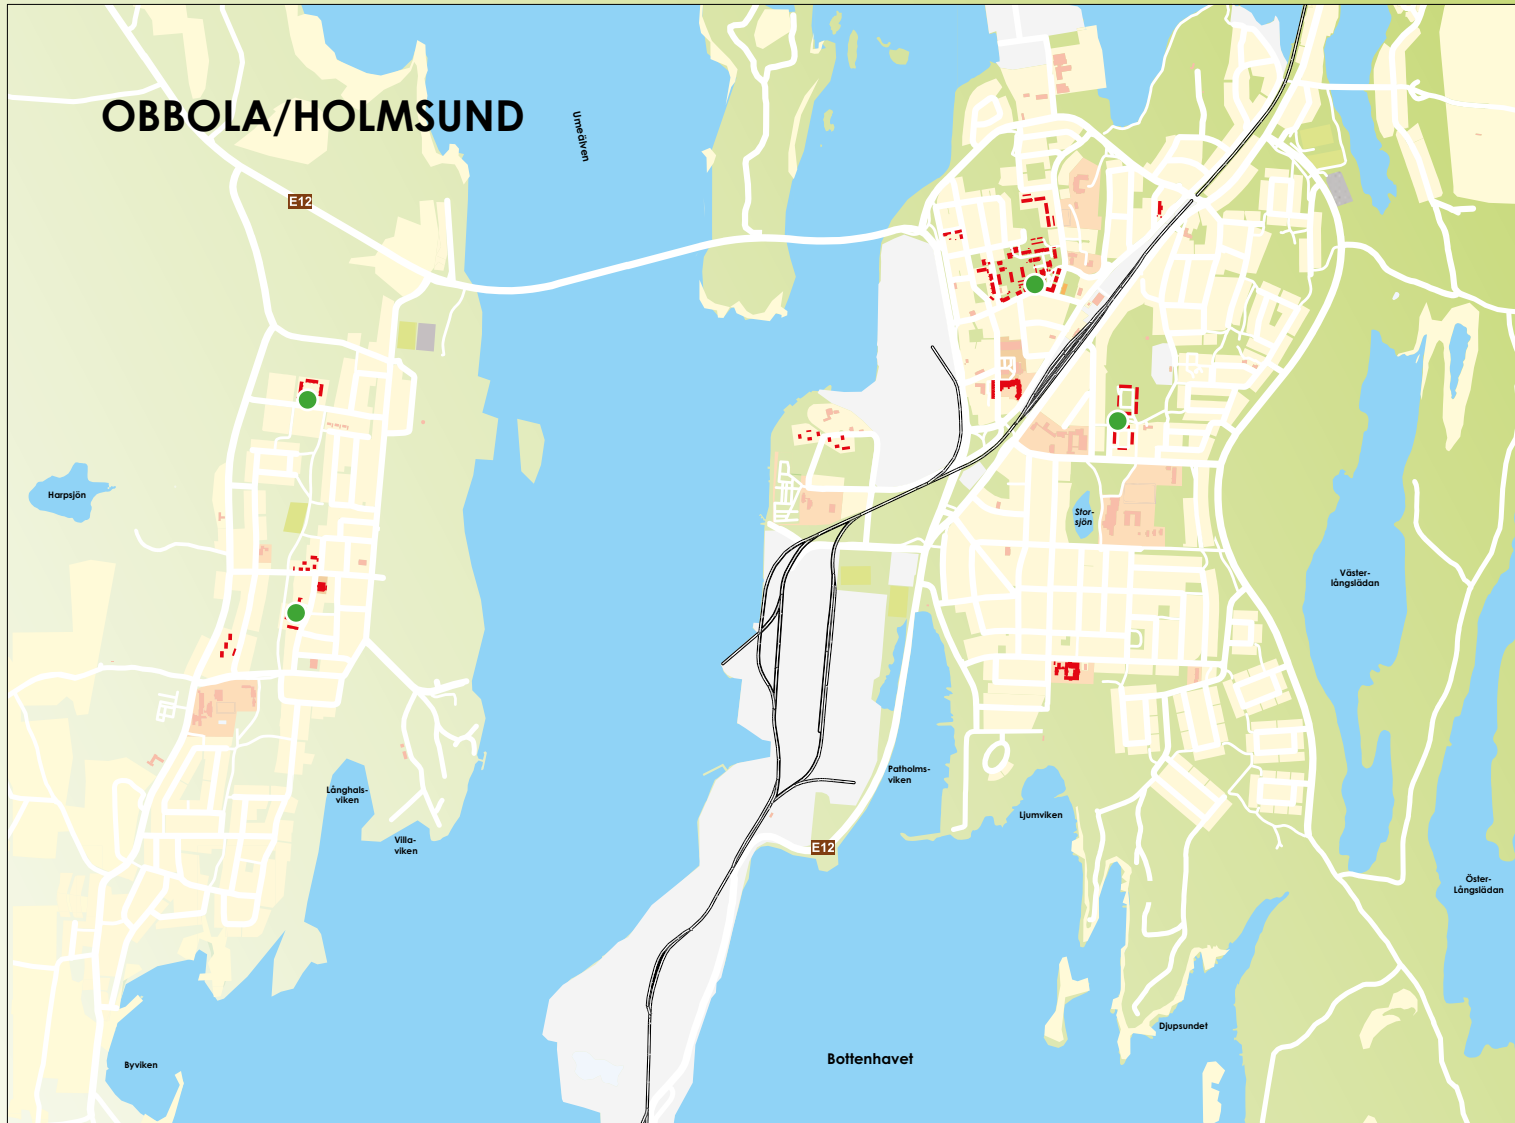 OBBOLA/HOLMSUND
Umeälven
E12
Harpsjön
Stor-
sjön
Väster-
långslädan
Patholms-
viken
Långhals-
viken
Ljumviken
Villa-
viken
E12
Öster-
Långslädan
Djupsundet
Bottenhavet
Byviken